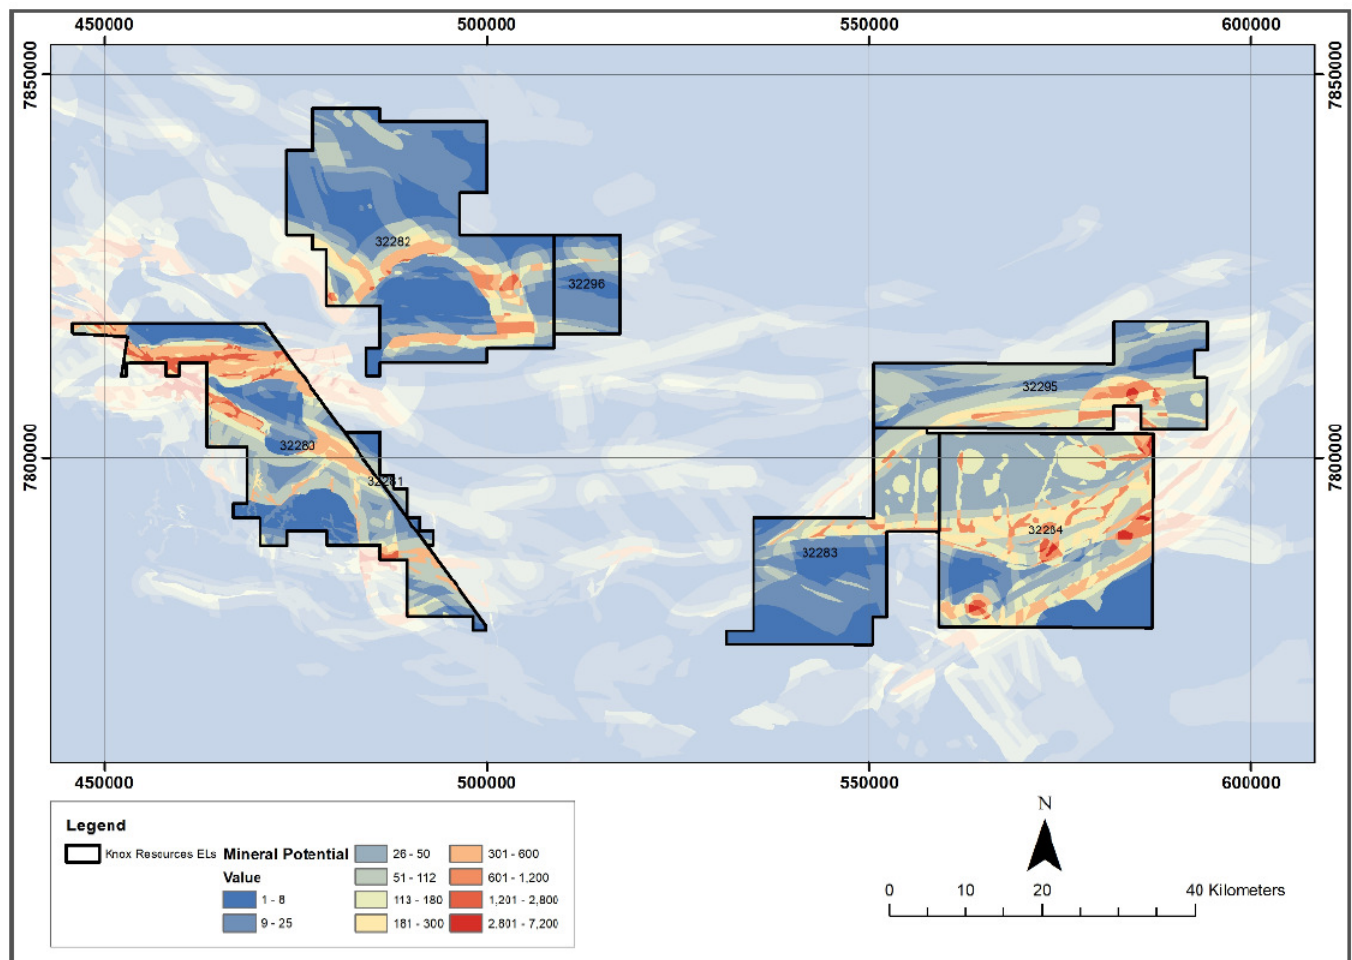 450000 500000 550000 600000
7850000 7850000
32282
32296
32295
32280
7800000 7800000
32281
32284
32283
450000 500000 550000 600000
Legend
Knox Resources ELs
Mineral Potential
Value
1 - 8
9 - 25
26 - 50
51 - 112
113 - 180
181 - 300
301 - 600
601 - 1,200
1,201 - 2,800
2,801 - 7,200
N
0 10 20 40 Kilometers